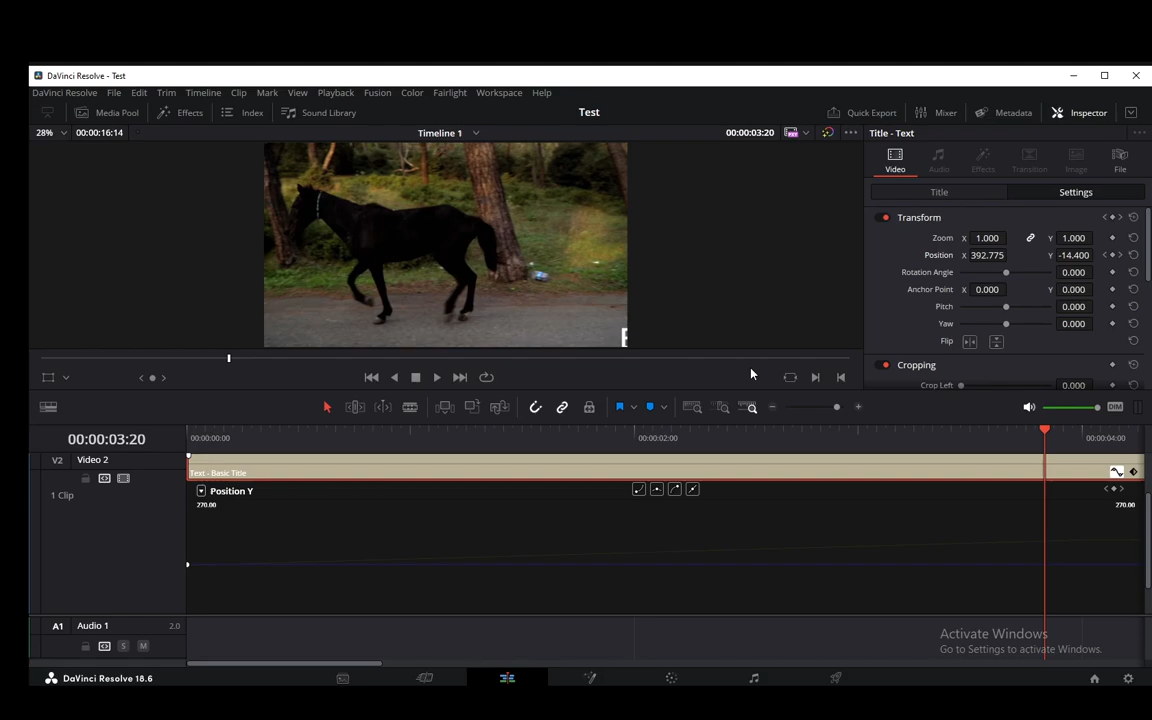 DaVinci Resolve - Test
DaVinci Resolve File Edit Trim Timeline Clip Mark View Playback Fusion Color Fairlight Workspace Help
Media Pool Effects Index Sound Library Test Quick Export Mixer Metadata Inspector
28% 00:00:16:14 Timeline 1 00:00:03:20 Title - Text
Video Audio Effects Transition Image File
Title Settings
Transform
Zoom X 1.000 Y 1.000
Position X 392.775 Y -14.400
Rotation Angle 0.000
Anchor Point X 0.000 Y 0.000
Pitch 0.000
Yaw 0.000
Flip
Cropping
Crop Left 0.000
DIM
00:00:03:20 00:00:00:00 00:00:02:00 00:00:04:00
V2 Video 2
Text - Basic Title
1 Clip
Position Y
270.00 270.00
A1 Audio 1 2.0
S M
Activate Windows
Go to Settings to activate Windows.
DaVinci Resolve 18.6